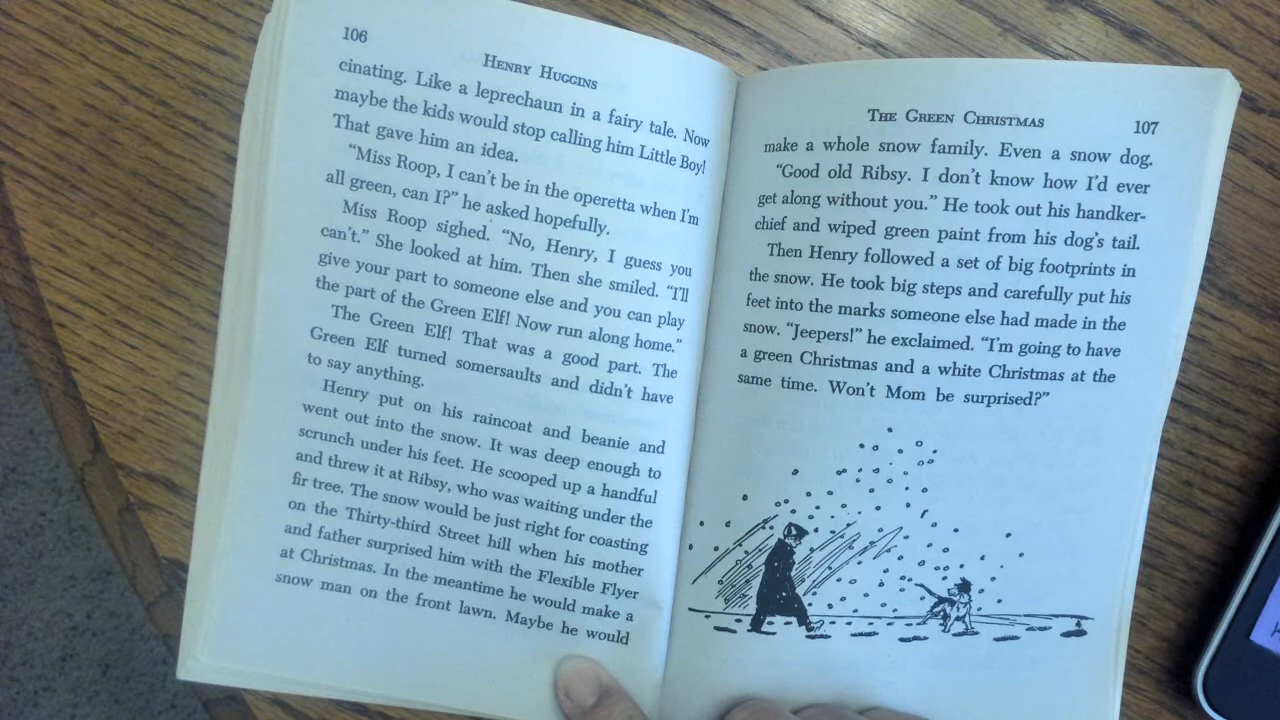 106
HENRY HUGGINS
cinating. Like a leprechaun in a fairy tale. Now
maybe the kids would stop calling him Little Boy!
That gave him an idea.
“Miss Roop, I can’t be in the operetta when I’m
all green, can I?” he asked hopefully.
Miss Roop sighed. “No, Henry, I guess you
can’t.” She looked at him. Then she smiled. “I’ll
give your part to someone else and you can play
the part of the Green Elf! Now run along home.”
The Green Elf! That was a good part. The
Green Elf turned somersaults and didn’t have
to say anything.
Henry put on his raincoat and beanie and
went out into the snow. It was deep enough to
scrunch under his feet. He scooped up a handful
and threw it at Ribsy, who was waiting under the
fir tree. The snow would be just right for coasting
on the Thirty-third Street hill when his mother
and father surprised him with the Flexible Flyer
at Christmas. In the meantime he would make a
snow man on the front lawn. Maybe he would
THE GREEN CHRISTMAS
107
make a whole snow family. Even a snow dog.
“Good old Ribsy. I don’t know how I’d ever
get along without you.” He took out his handker-
chief and wiped green paint from his dog’s tail.
Then Henry followed a set of big footprints in
the snow. He took big steps and carefully put his
feet into the marks someone else had made in the
snow. “Jeepers!” he exclaimed. “I’m going to have
a green Christmas and a white Christmas at the
same time. Won’t Mom be surprised?”